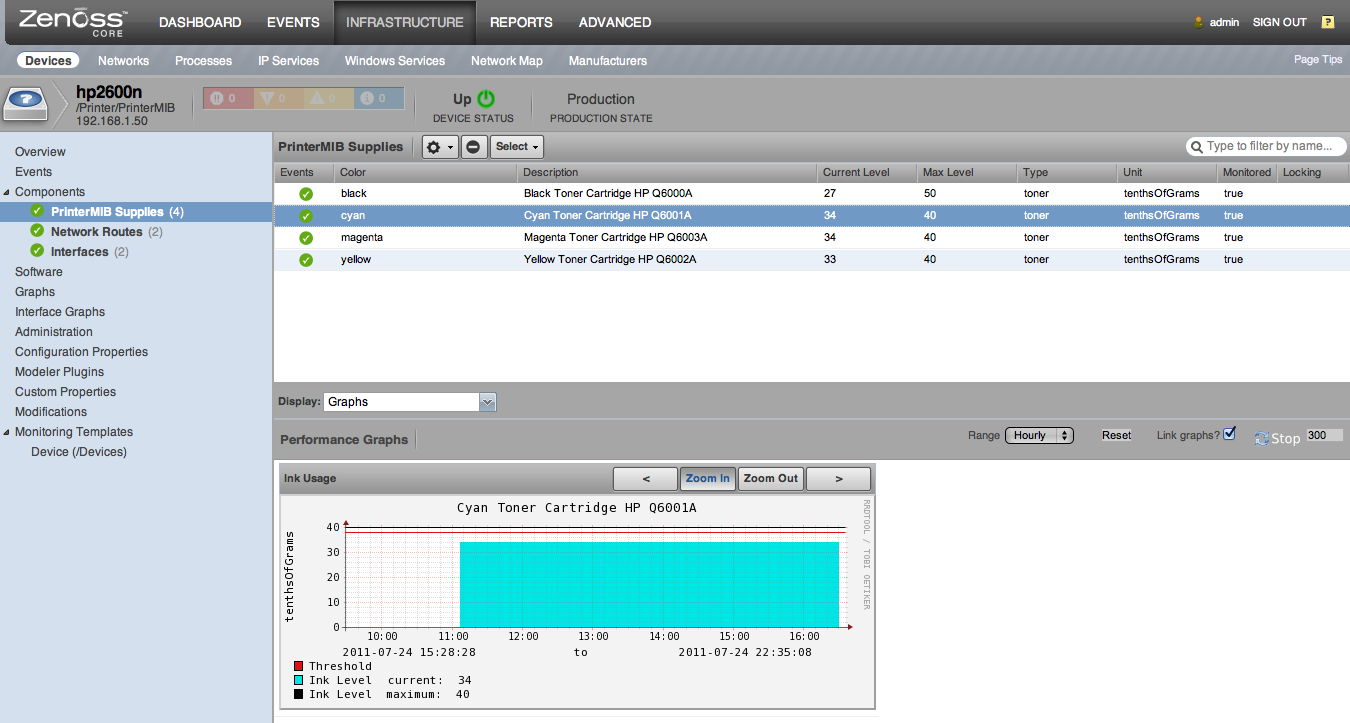 Zenoss™ CORE DASHBOARD EVENTS INFRASTRUCTURE REPORTS ADVANCED admin SIGN OUT ?
Devices Networks Processes IP Services Windows Services Network Map Manufacturers Page Tips
hp2600n
/Printer/PrinterMIB
192.168.1.50
0 0 0 0
Up
DEVICE STATUS
Production
PRODUCTION STATE
Overview
Events
Components
PrinterMIB Supplies (4)
Network Routes (2)
Interfaces (2)
Software
Graphs
Interface Graphs
Administration
Configuration Properties
Modeler Plugins
Custom Properties
Modifications
Monitoring Templates
Device (/Devices)
PrinterMIB Supplies Select Type to filter by name...
Events Color Description Current Level Max Level Type Unit Monitored Locking
black Black Toner Cartridge HP Q6000A 27 50 toner tenthsOfGrams true
cyan Cyan Toner Cartridge HP Q6001A 34 40 toner tenthsOfGrams true
magenta Magenta Toner Cartridge HP Q6003A 34 40 toner tenthsOfGrams true
yellow Yellow Toner Cartridge HP Q6002A 33 40 toner tenthsOfGrams true
Display: Graphs
Performance Graphs Range Hourly Reset Link graphs? Stop 300
Ink Usage < Zoom In Zoom Out >
Cyan Toner Cartridge HP Q6001A
RRDTOOL / TOBI OETIKER
tenthsOfGrams
40
30
20
10
0
10:00 11:00 12:00 13:00 14:00 15:00 16:00
2011-07-24 15:28:28 to 2011-07-24 22:35:08
Threshold
Ink Level current: 34
Ink Level maximum: 40